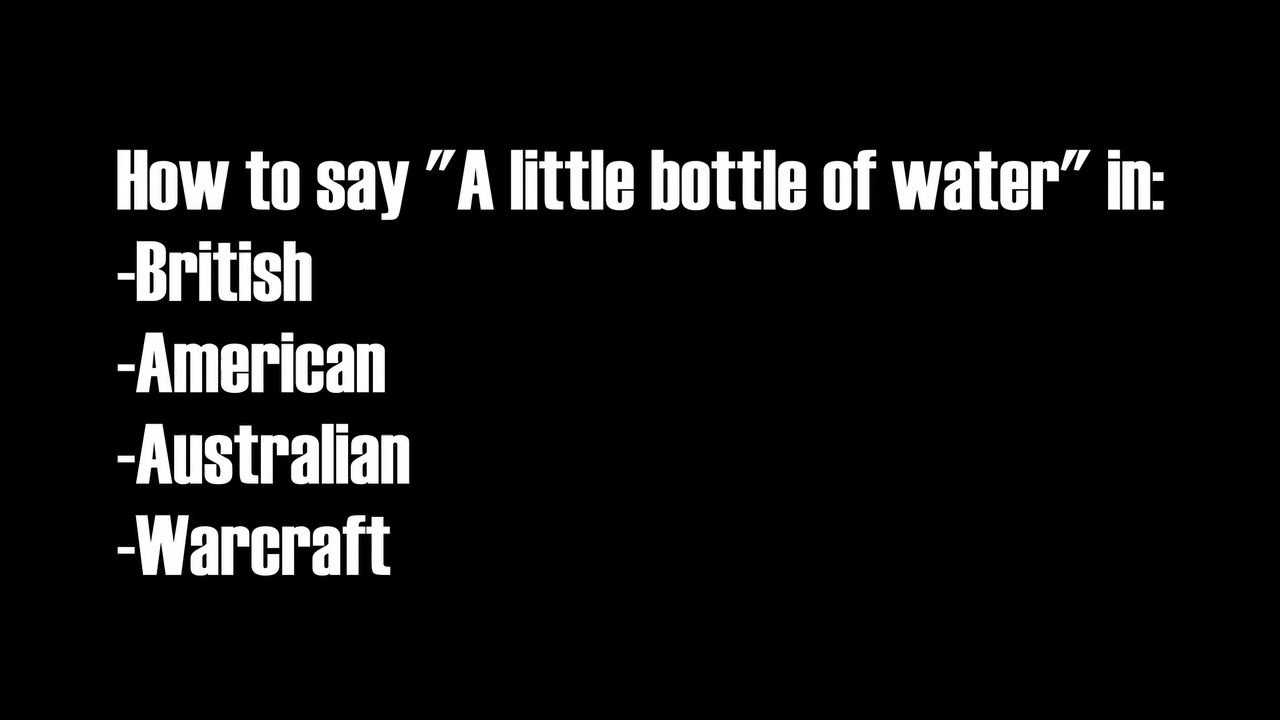 How to say "A little bottle of water" in:
-British
-American
-Australian
-Warcraft